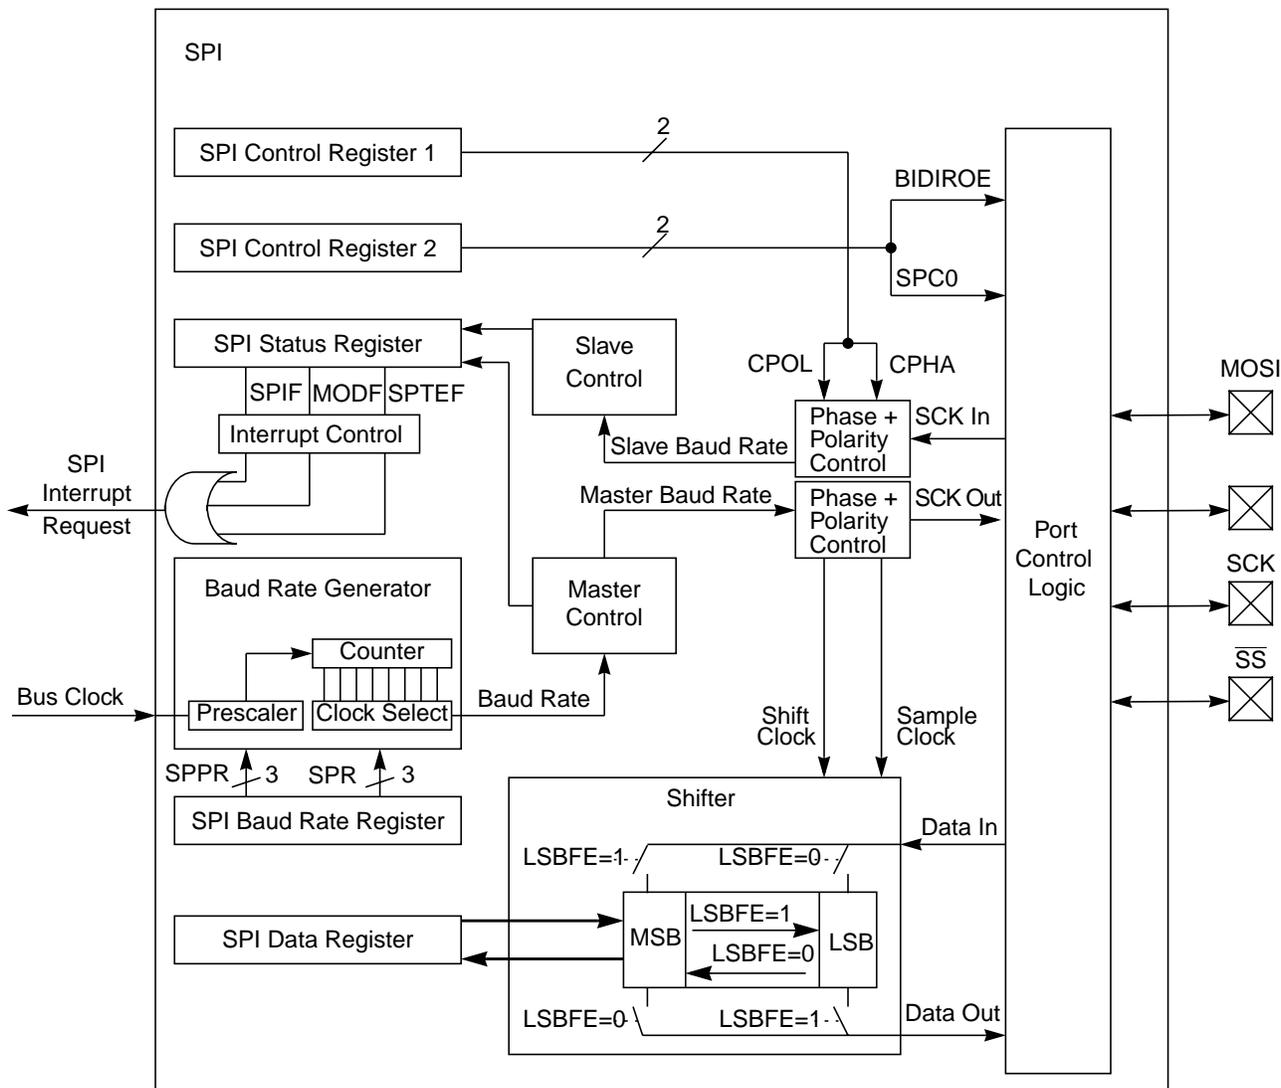 SPI
SPI Control Register 1
2
BIDIROE
SPI Control Register 2
2
SPC0
SPI Status Register
Slave
Control
CPOL
CPHA
MOSI
SPIF
MODF
SPTEF
Interrupt Control
Phase +
Polarity
Control
SCK In
Slave Baud Rate
SPI
Interrupt
Request
Master Baud Rate
Phase +
Polarity
Control
SCK Out
Port
Control
Logic
SCK
SS
Baud Rate Generator
Master
Control
Counter
Bus Clock
Prescaler
Clock Select
Baud Rate
Shift
Clock
Sample
Clock
SPPR
3
SPR
3
SPI Baud Rate Register
Shifter
Data In
LSBFE=1
LSBFE=0
SPI Data Register
MSB
LSBFE=1
LSBFE=0
LSB
LSBFE=0
LSBFE=1
Data Out